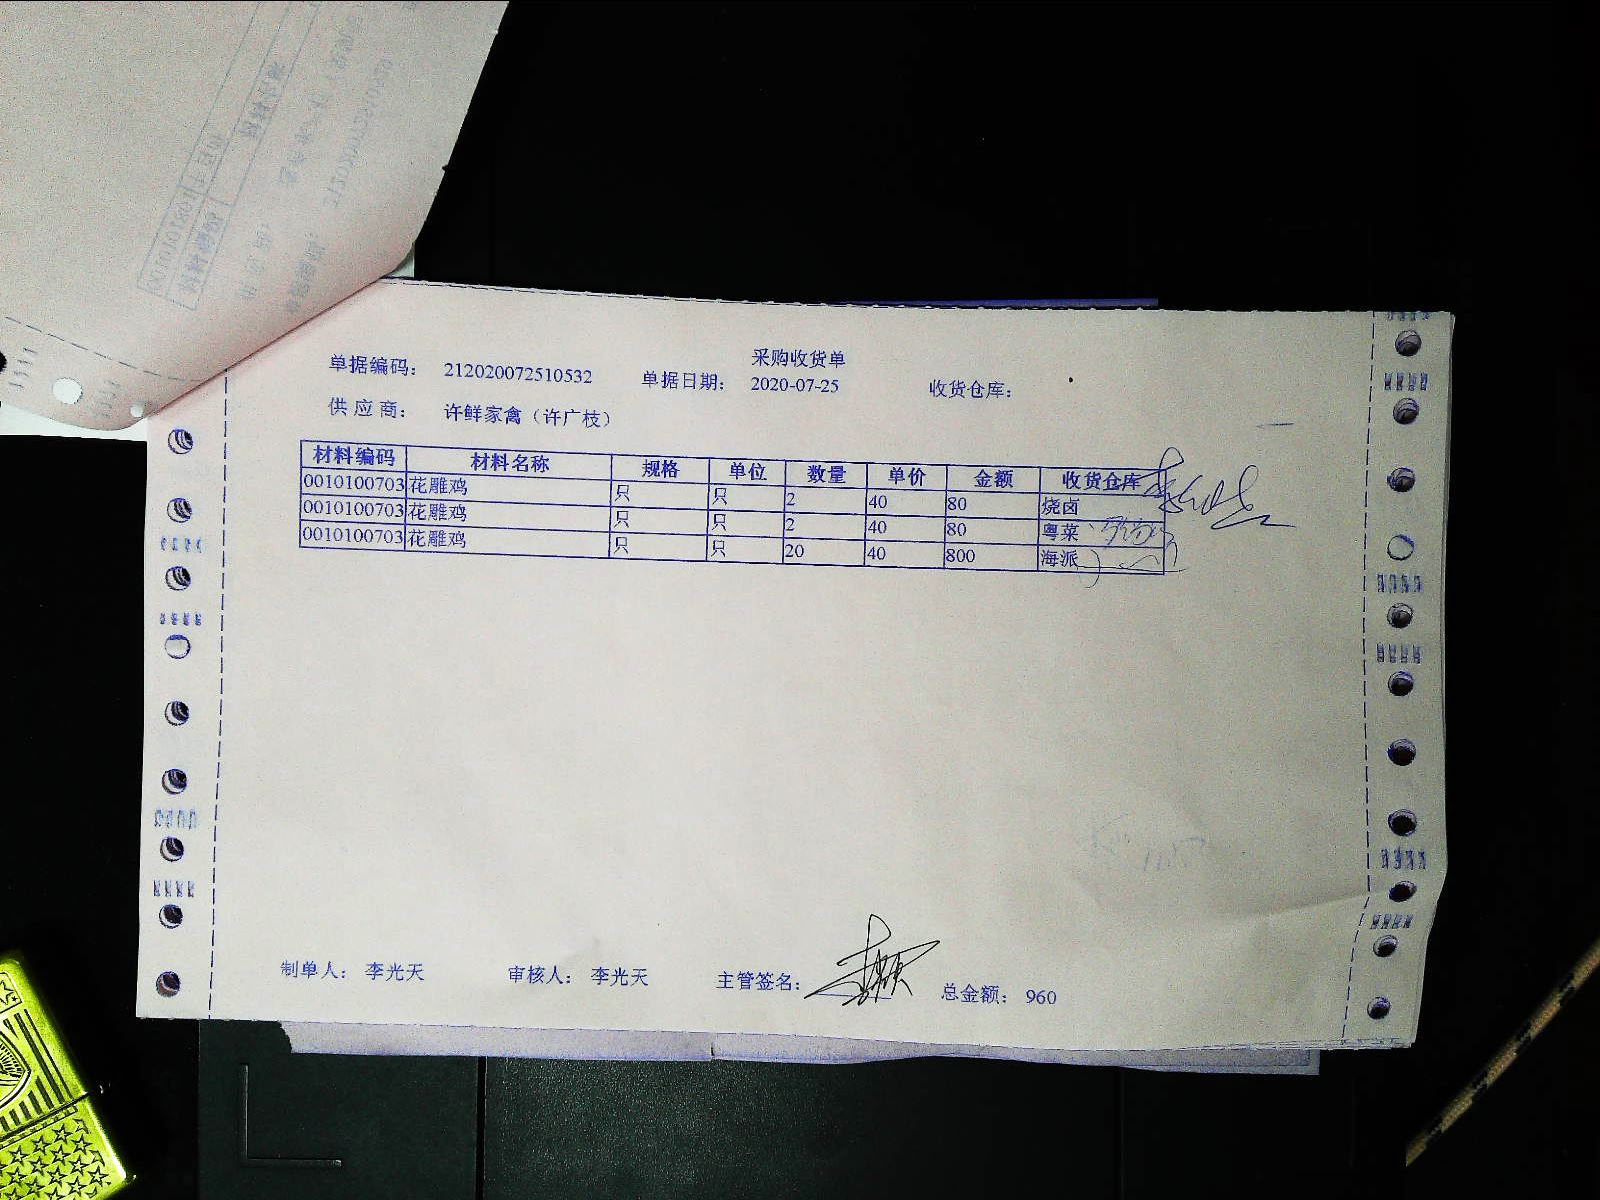 采购收货单
单据编码： 212020072510532 单据日期： 2020-07-25 收货仓库：
供 应 商： 许鲜家禽（许广枝）
材料编码 材料名称 规格 单位 数量 单价 金额 收货仓库
0010100703 花雕鸡 只 只 2 40 80 烧卤
0010100703 花雕鸡 只 只 2 40 80 粤菜
0010100703 花雕鸡 只 只 20 40 800 海派
制单人： 李光天 审核人： 李光天 主管签名： 总金额： 960